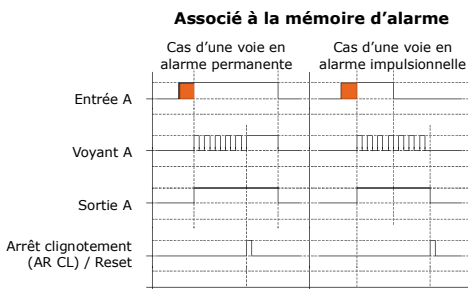 Associé à la mémoire d’alarme
Cas d’une voie en
alarme permanente
Cas d’une voie en
alarme impulsionnelle
Entrée A
Voyant A
Sortie A
Arrêt clignotement
(AR CL) / Reset